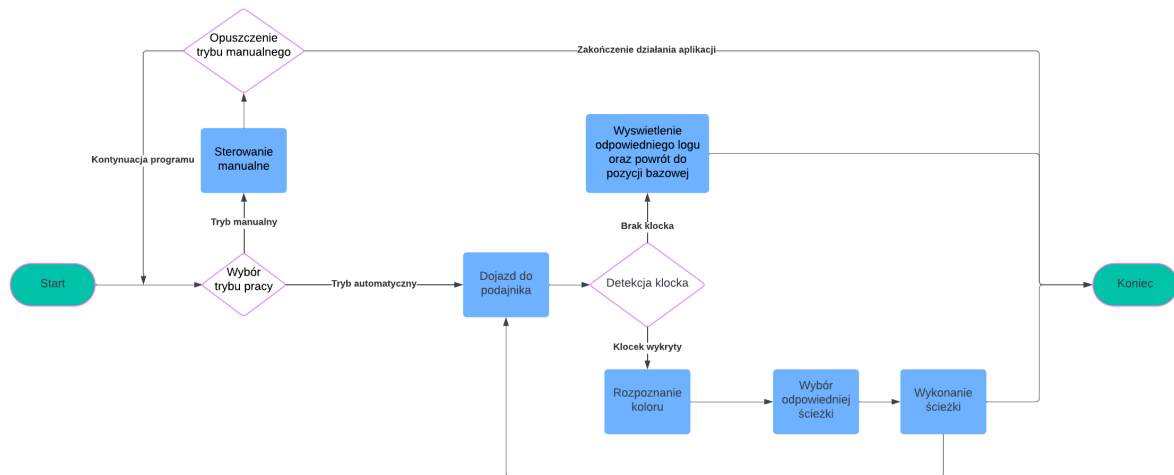 Opuszczenie
trybu manualnego
Zakończenie działania aplikacji
Kontynuacja programu
Sterowanie
manualne
Wyswietlenie
odpowiedniego logu
oraz powrót do
pozycji bazowej
Tryb manualny
Brak klocka
Start
Wybór
trybu pracy
Tryb automatyczny
Dojazd do
podajnika
Detekcja klocka
Koniec
Klocek wykryty
Rozpoznanie
koloru
Wybór
odpowiedniej
ścieżki
Wykonanie
ścieżki